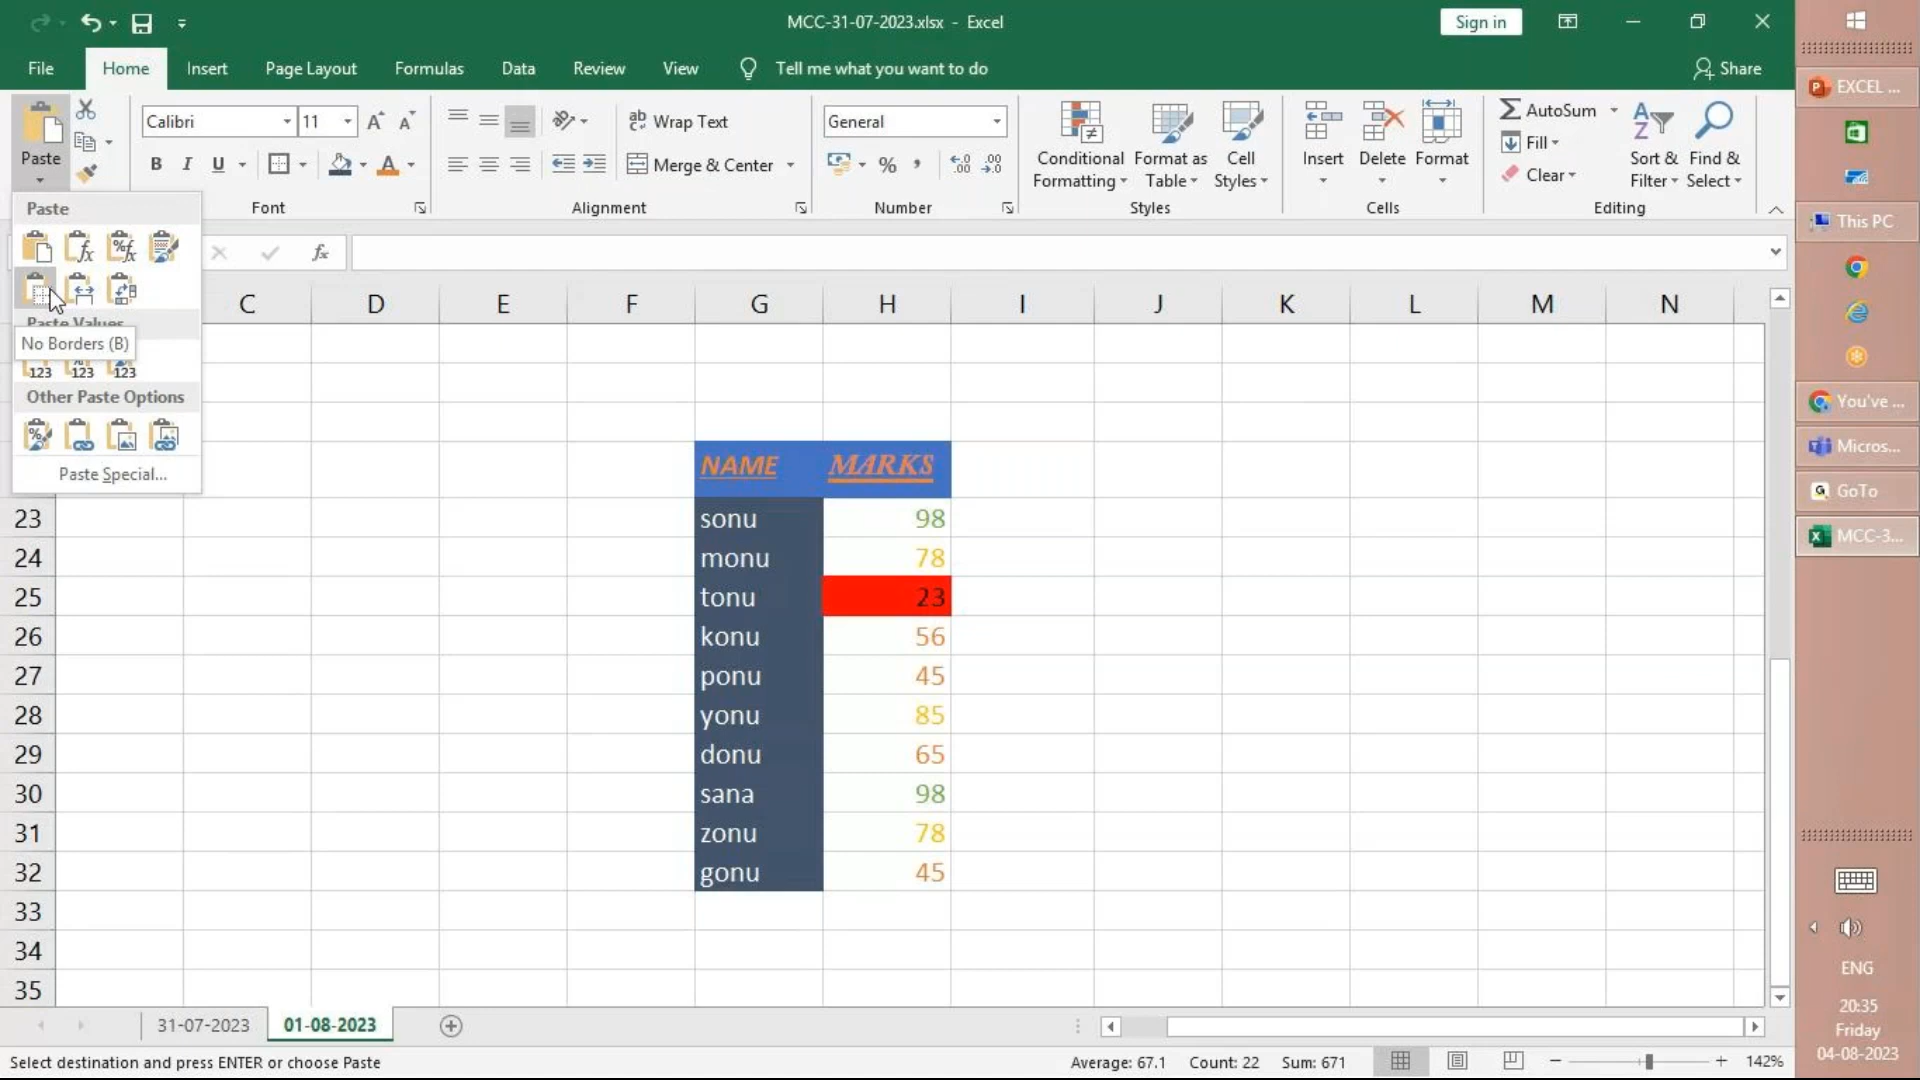 MCC-31-07-2023.xlsx - Excel
Sign in
File Home Insert Page Layout Formulas Data Review View Tell me what you want to do Share
Paste
Calibri 11
Wrap Text
General
B I U A
Merge & Center
% ,
Conditional Formatting
Format as Table
Cell Styles
Insert Delete Format
AutoSum
Fill
Clear
Sort & Filter
Find & Select
Font Alignment Number Styles Cells Editing
Paste
fx
Paste Values
No Borders (B)
123 123 123
Other Paste Options
Paste Special...
C D E F G H I J K L M N
NAME MARKS
23 sonu 98
24 monu 78
25 tonu 23
26 konu 56
27 ponu 45
28 yonu 85
29 donu 65
30 sana 98
31 zonu 78
32 gonu 45
33
34
35
31-07-2023 01-08-2023
Select destination and press ENTER or choose Paste
Average: 67.1 Count: 22 Sum: 671
142%
EXCEL ...
This PC
You've ...
Micros...
GoTo
MCC-3...
ENG
20:35
Friday
04-08-2023